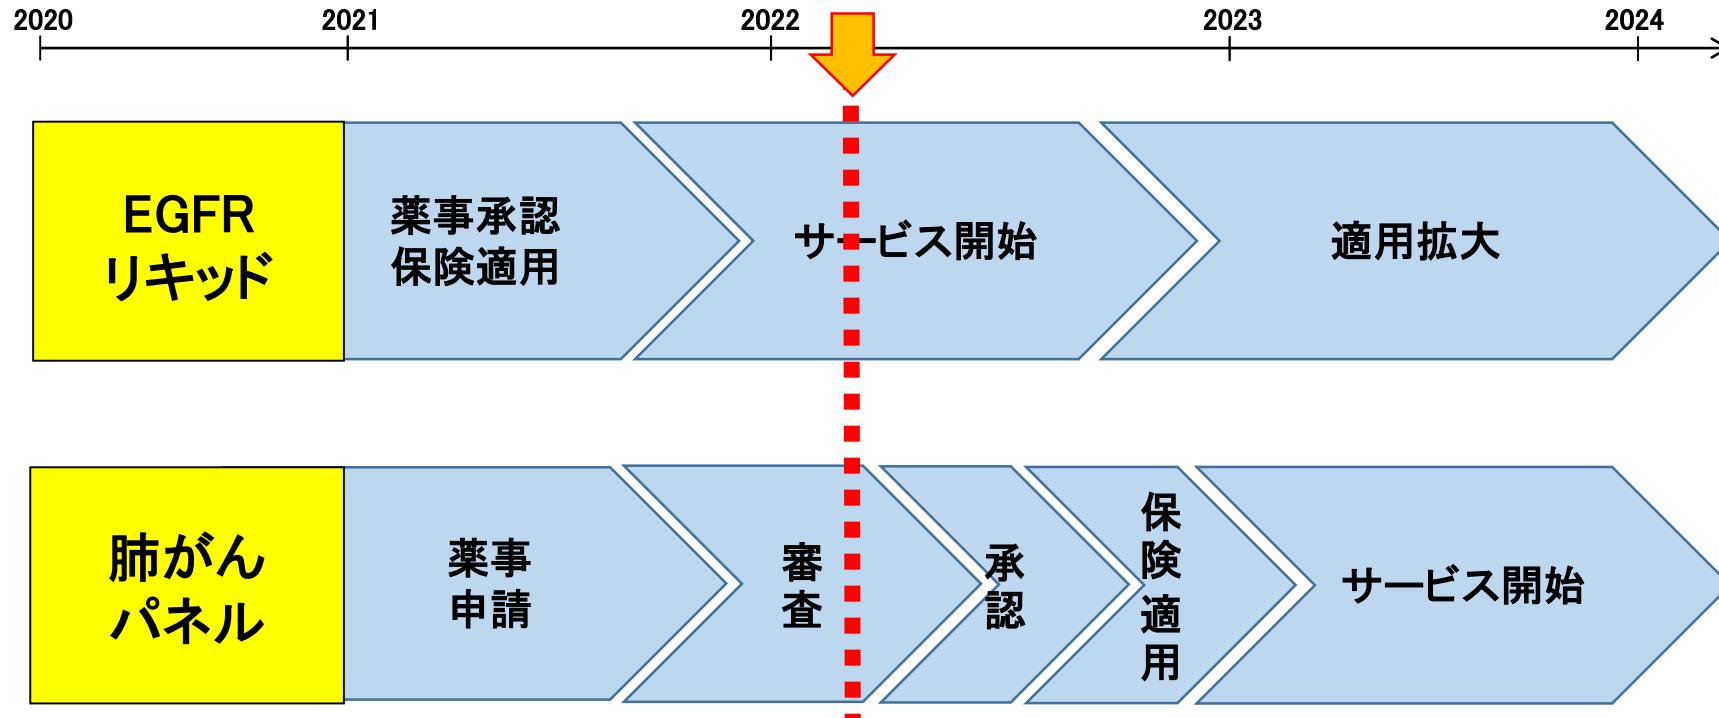 2020 2021 2022 2023 2024
EGFR
リキッド
薬事承認
保険適用
サービス開始
適用拡大
肺がん
パネル
薬事
申請
審査
承認
保険適用
サービス開始